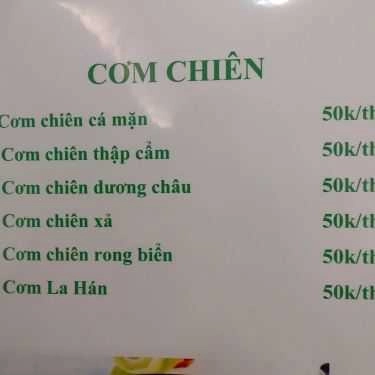 CƠM CHIÊN
Cơm chiên cá mặn 50k/th
Cơm chiên thập cẩm 50k/th
Cơm chiên dương châu 50k/th
Cơm chiên xả 50k/th
Cơm chiên rong biển 50k/th
Cơm La Hán 50k/th